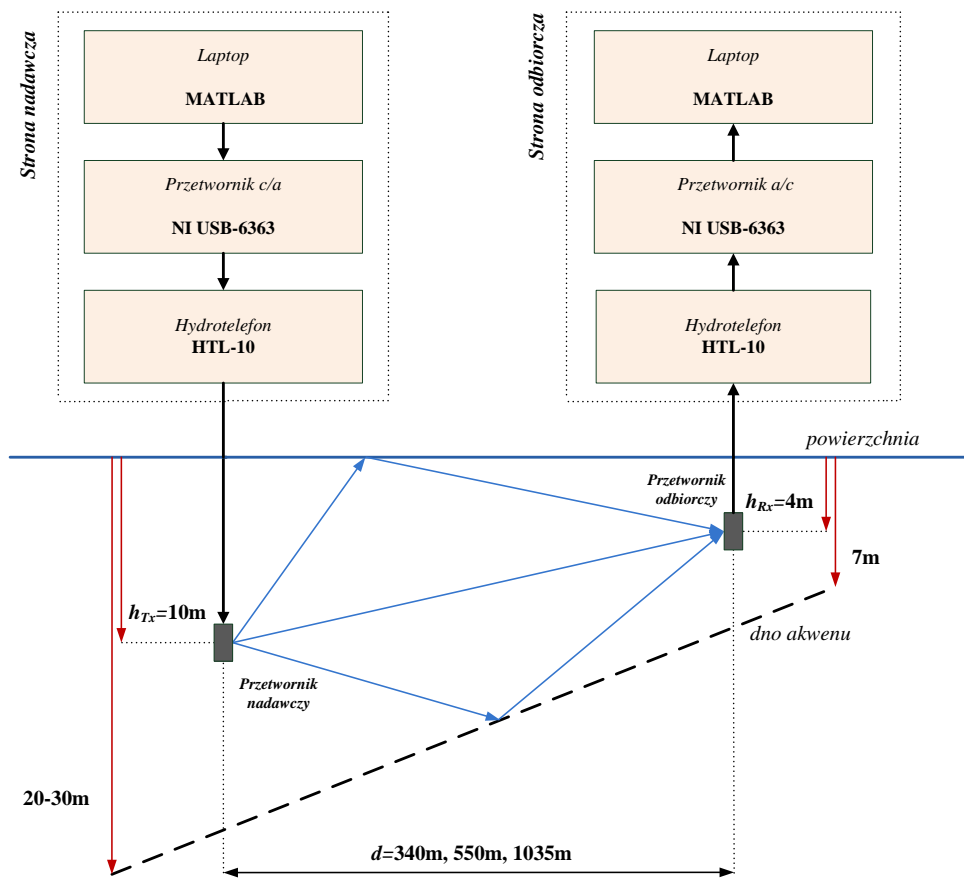 Strona nadawcza
Laptop
MATLAB
Przetwornik c/a
NI USB-6363
Hydrotelefon
HTL-10
Strona odbiorcza
Laptop
MATLAB
Przetwornik a/c
NI USB-6363
Hydrotelefon
HTL-10
powierzchnia
Przetwornik
odbiorczy
hRx=4m
7m
hTx=10m
dno akwenu
Przetwornik
nadawczy
20-30m
d=340m, 550m, 1035m